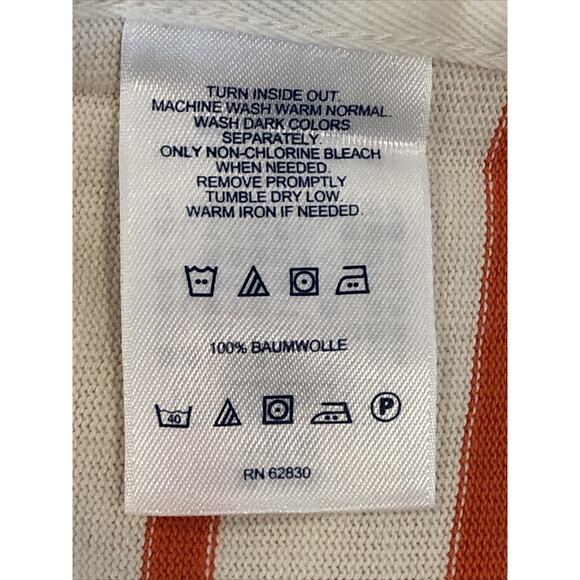 TURN INSIDE OUT.
MACHINE WASH WARM NORMAL.
WASH DARK COLORS
SEPARATELY.
ONLY NON-CHLORINE BLEACH
WHEN NEEDED.
REMOVE PROMPTLY
TUMBLE DRY LOW.
WARM IRON IF NEEDED.
100% BAUMWOLLE
40 P
RN 62830